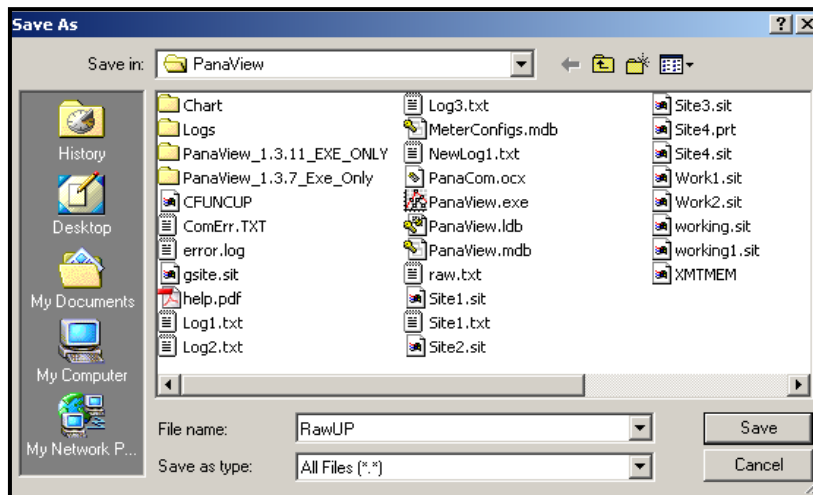 Save As
Save in: PanaView
History
Desktop
My Documents
My Computer
My Network P...
Chart
Logs
PanaView_1.3.11_EXE_ONLY
PanaView_1.3.7_Exe_Only
CFUNCUP
ComErr.TXT
error.log
gsite.sit
help.pdf
Log1.txt
Log2.txt
Log3.txt
MeterConfigs.mdb
NewLog1.txt
PanaCom.ocx
PanaView.exe
PanaView.ldb
PanaView.mdb
raw.txt
Site1.sit
Site1.txt
Site2.sit
Site3.sit
Site4.prt
Site4.sit
Work1.sit
Work2.sit
working.sit
working1.sit
XMTMEM
File name: RawUP Save
Save as type: All Files (*.*) Cancel